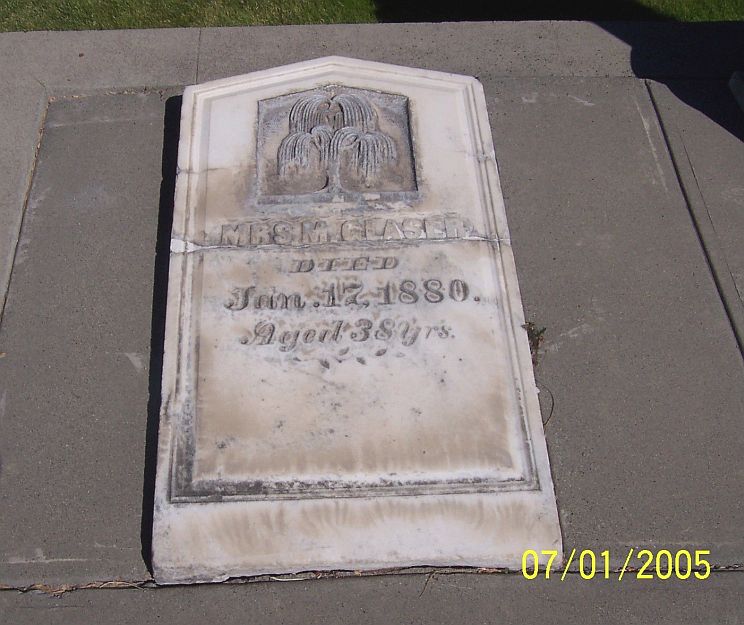 MRS. M. GLASER
DIED
Jan. 17, 1880.
Aged 38 Yrs.
07/01/2005